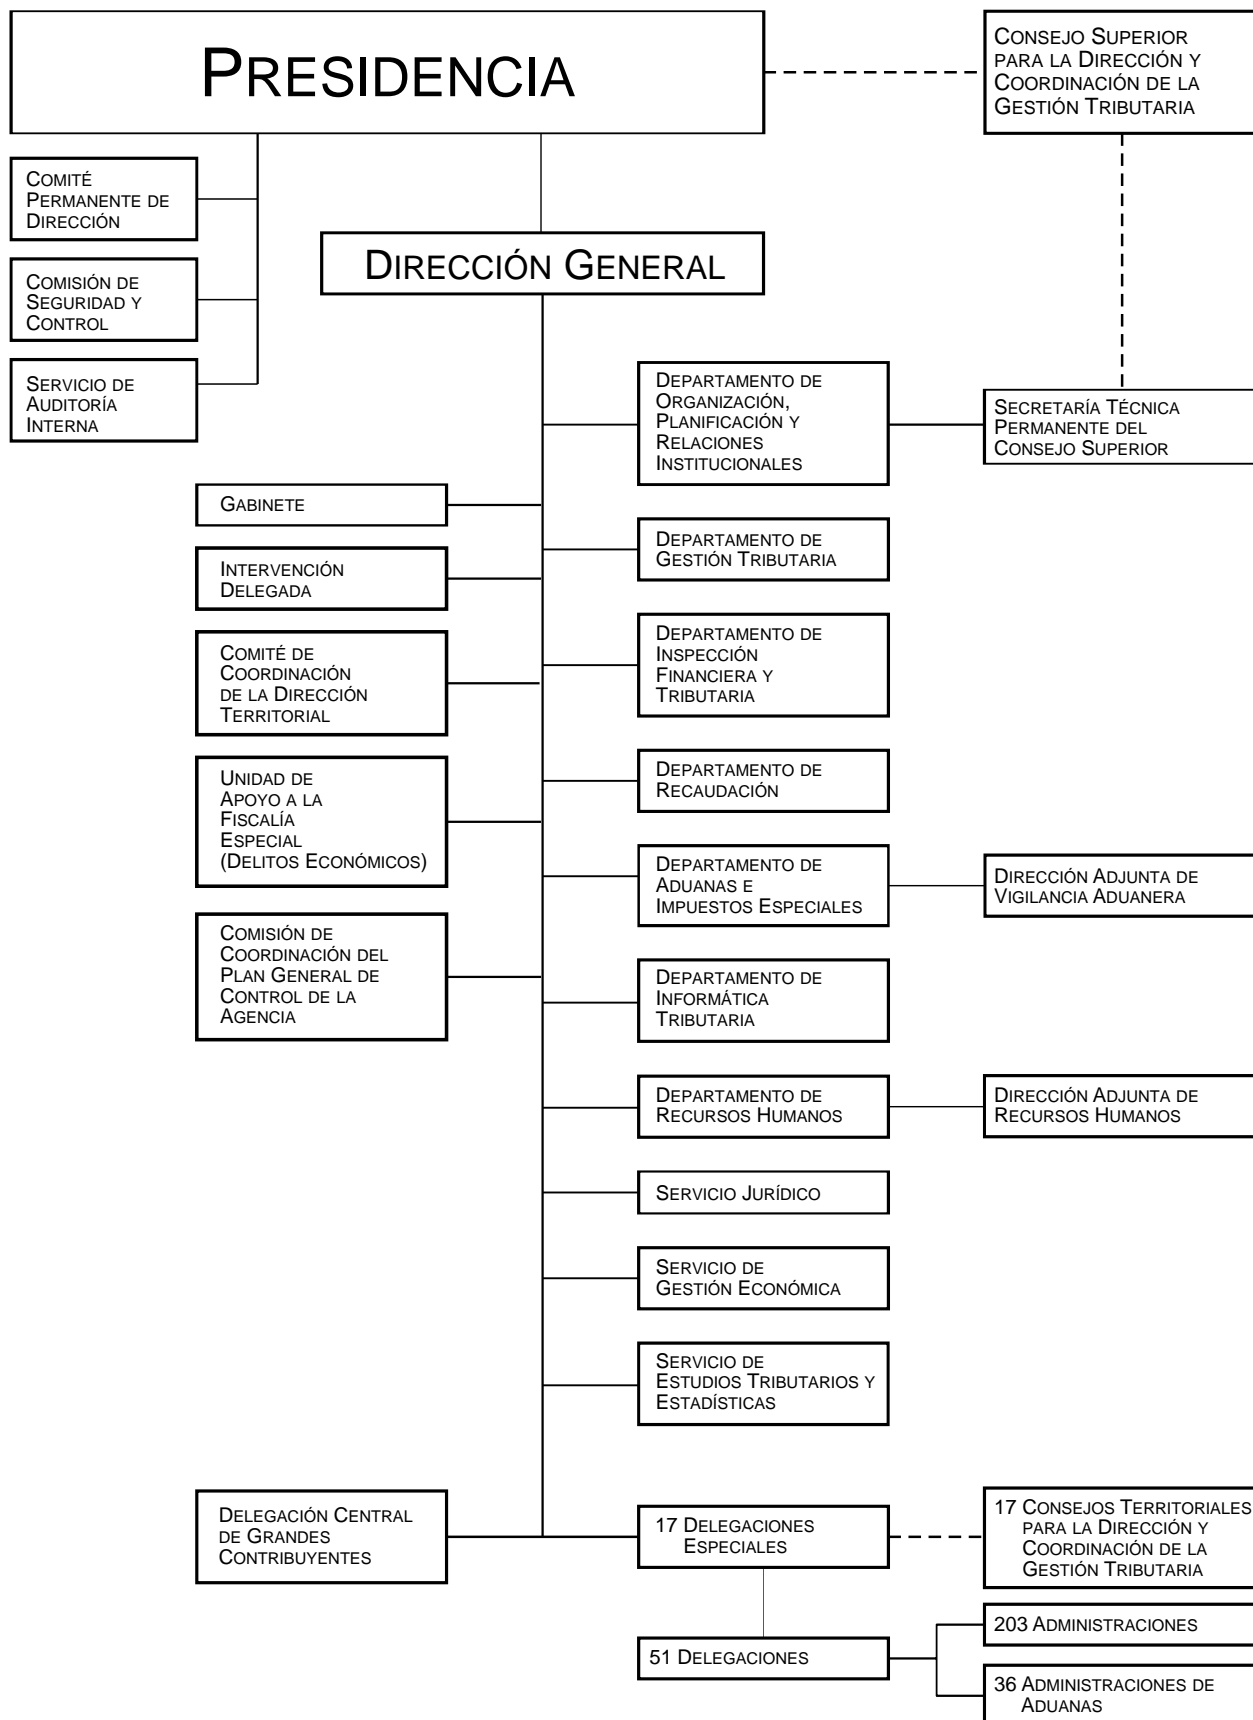 PRESIDENCIA
CONSEJO SUPERIOR
PARA LA DIRECCIÓN Y
COORDINACIÓN DE LA
GESTIÓN TRIBUTARIA
COMITÉ
PERMANENTE DE
DIRECCIÓN
DIRECCIÓN GENERAL
COMISIÓN DE
SEGURIDAD Y
CONTROL
SERVICIO DE
AUDITORÍA
INTERNA
DEPARTAMENTO DE
ORGANIZACIÓN,
PLANIFICACIÓN Y
RELACIONES
INSTITUCIONALES
SECRETARÍA TÉCNICA
PERMANENTE DEL
CONSEJO SUPERIOR
GABINETE
DEPARTAMENTO DE
GESTIÓN TRIBUTARIA
INTERVENCIÓN
DELEGADA
DEPARTAMENTO DE
INSPECCIÓN
FINANCIERA Y
TRIBUTARIA
COMITÉ DE
COORDINACIÓN
DE LA DIRECCIÓN
TERRITORIAL
DEPARTAMENTO DE
RECAUDACIÓN
UNIDAD DE
APOYO A LA
FISCALÍA
ESPECIAL
(DELITOS ECONÓMICOS)
DEPARTAMENTO DE
ADUANAS E
IMPUESTOS ESPECIALES
DIRECCIÓN ADJUNTA DE
VIGILANCIA ADUANERA
COMISIÓN DE
COORDINACIÓN DEL
PLAN GENERAL DE
CONTROL DE LA
AGENCIA
DEPARTAMENTO DE
INFORMÁTICA
TRIBUTARIA
DEPARTAMENTO DE
RECURSOS HUMANOS
DIRECCIÓN ADJUNTA DE
RECURSOS HUMANOS
SERVICIO JURÍDICO
SERVICIO DE
GESTIÓN ECONÓMICA
SERVICIO DE
ESTUDIOS TRIBUTARIOS Y
ESTADÍSTICAS
DELEGACIÓN CENTRAL
DE GRANDES
CONTRIBUYENTES
17 DELEGACIONES
ESPECIALES
17 CONSEJOS TERRITORIALES
PARA LA DIRECCIÓN Y
COORDINACIÓN DE LA
GESTIÓN TRIBUTARIA
203 ADMINISTRACIONES
51 DELEGACIONES
36 ADMINISTRACIONES DE
ADUANAS